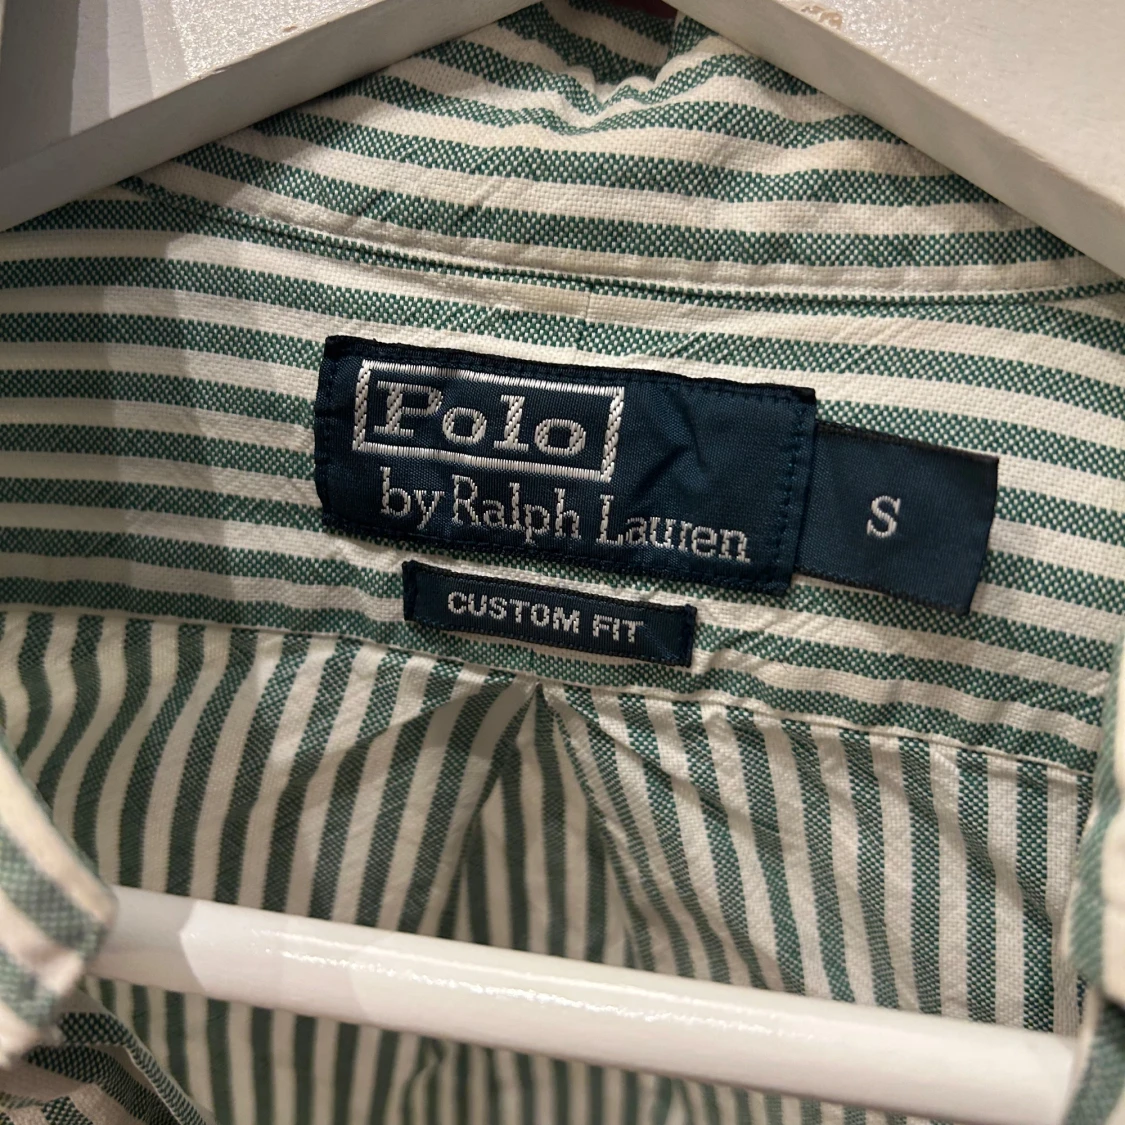 Polo
by Ralph Lauren
S
CUSTOM FIT